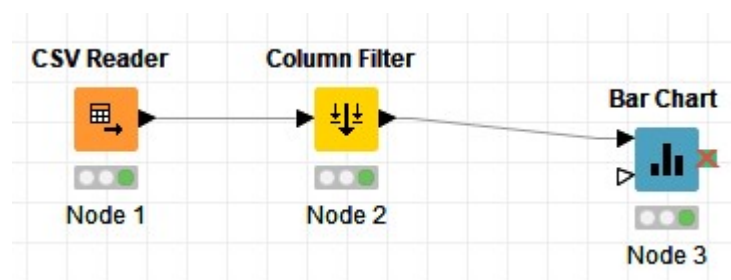 CSV Reader
Column Filter
Bar Chart
Node 1
Node 2
Node 3